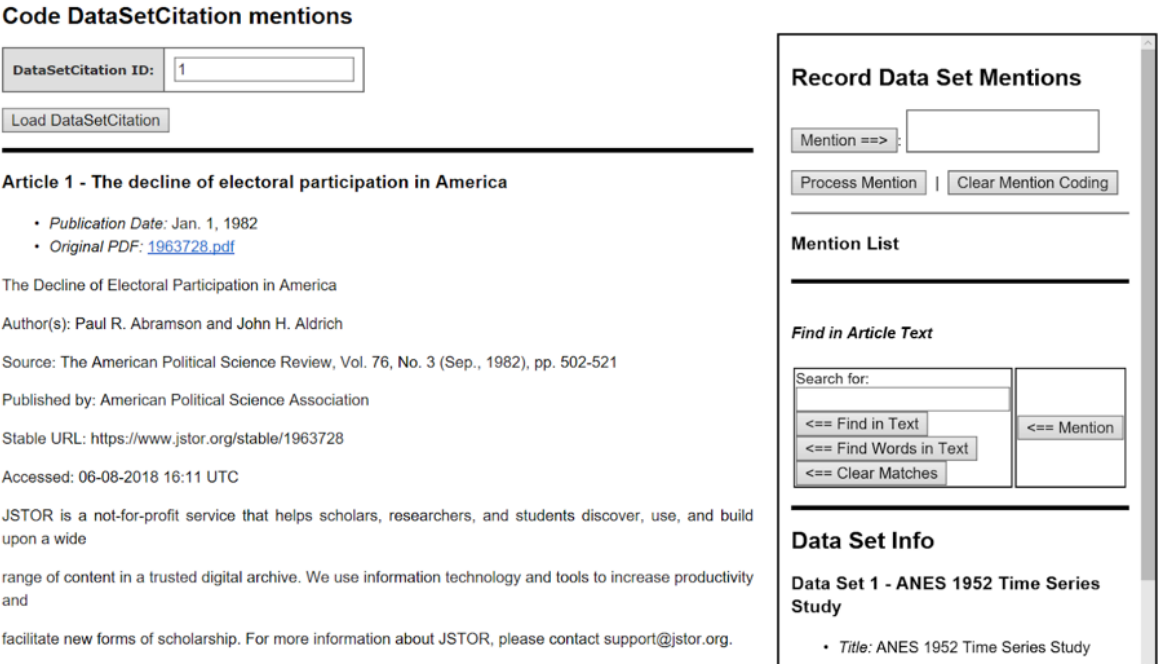 Code DataSetCitation mentions
DataSetCitation ID: 1
Load DataSetCitation
Article 1 - The decline of electoral participation in America
• Publication Date: Jan. 1, 1982
• Original PDF: 1963728.pdf
The Decline of Electoral Participation in America
Author(s): Paul R. Abramson and John H. Aldrich
Source: The American Political Science Review, Vol. 76, No. 3 (Sep., 1982), pp. 502-521
Published by: American Political Science Association
Stable URL: https://www.jstor.org/stable/1963728
Accessed: 06-08-2018 16:11 UTC
JSTOR is a not-for-profit service that helps scholars, researchers, and students discover, use, and build
upon a wide
range of content in a trusted digital archive. We use information technology and tools to increase productivity
and
facilitate new forms of scholarship. For more information about JSTOR, please contact support@jstor.org.
Record Data Set Mentions
Mention ==> :
Process Mention | Clear Mention Coding
Mention List
Find in Article Text
Search for:
<== Find in Text
<== Find Words in Text
<== Clear Matches
<== Mention
Data Set Info
Data Set 1 - ANES 1952 Time Series
Study
• Title: ANES 1952 Time Series Study